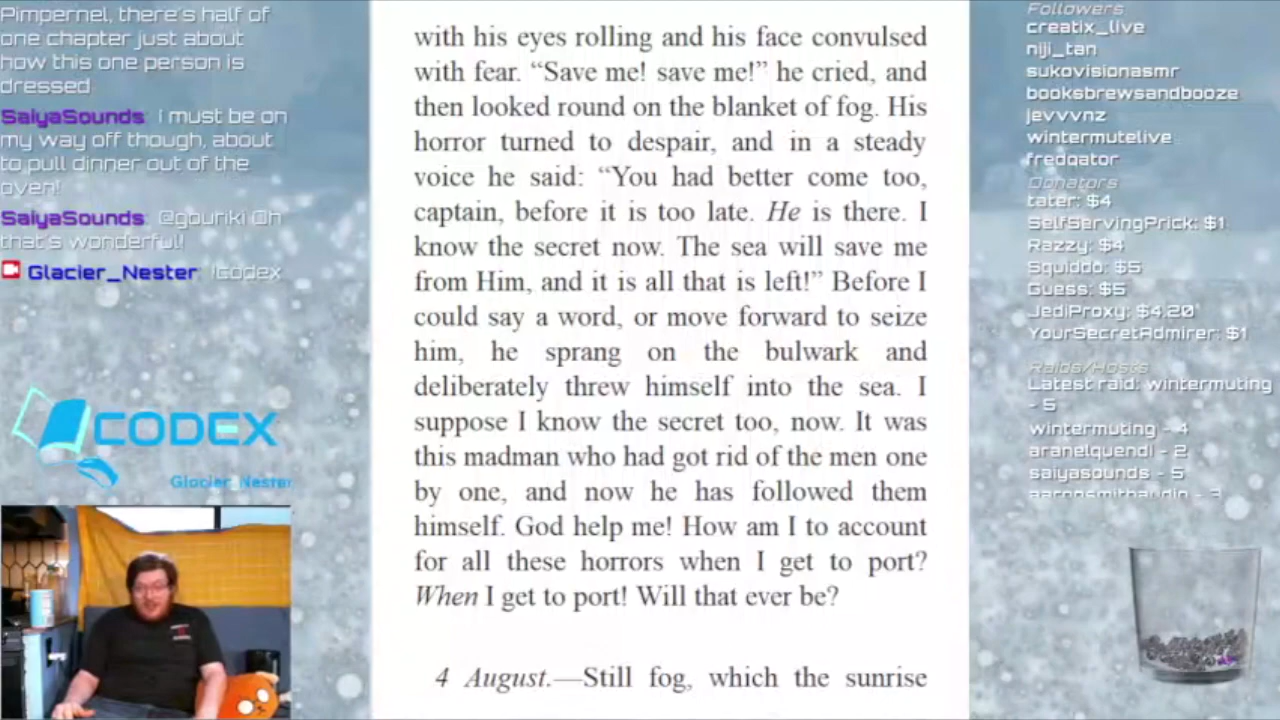 Pimpernel, there's half of
one chapter just about
how this one person is
dressed
SaiyaSounds: I must be on
my way off though, about
to pull dinner out of the
oven!
SaiyaSounds: @gouriki Oh
that's wonderful!
Glacier_Nester: !codex
CODEX
Glacier_Nester
with his eyes rolling and his face convulsed
with fear. “Save me! save me!” he cried, and
then looked round on the blanket of fog. His
horror turned to despair, and in a steady
voice he said: “You had better come too,
captain, before it is too late. He is there. I
know the secret now. The sea will save me
from Him, and it is all that is left!” Before I
could say a word, or move forward to seize
him, he sprang on the bulwark and
deliberately threw himself into the sea. I
suppose I know the secret too, now. It was
this madman who had got rid of the men one
by one, and now he has followed them
himself. God help me! How am I to account
for all these horrors when I get to port?
When I get to port! Will that ever be?
4 August.—Still fog, which the sunrise
Followers
creatix_live
niji_tan
sukovisionasmr
booksbrewsandbooze
jevvvnz
wintermutelive
fredgator
Donators
tater: $4
SelfServingPrick: $1
Razzy: $4
Squiddo: $5
Guess: $5
JediProxy: $4.20
YourSecretAdmirer: $1
Raids/Hosts
Latest raid: wintermuting
- 5
wintermuting - 4
aranelquendi - 2
saiyasounds - 5
aaronsmithaudio - 3